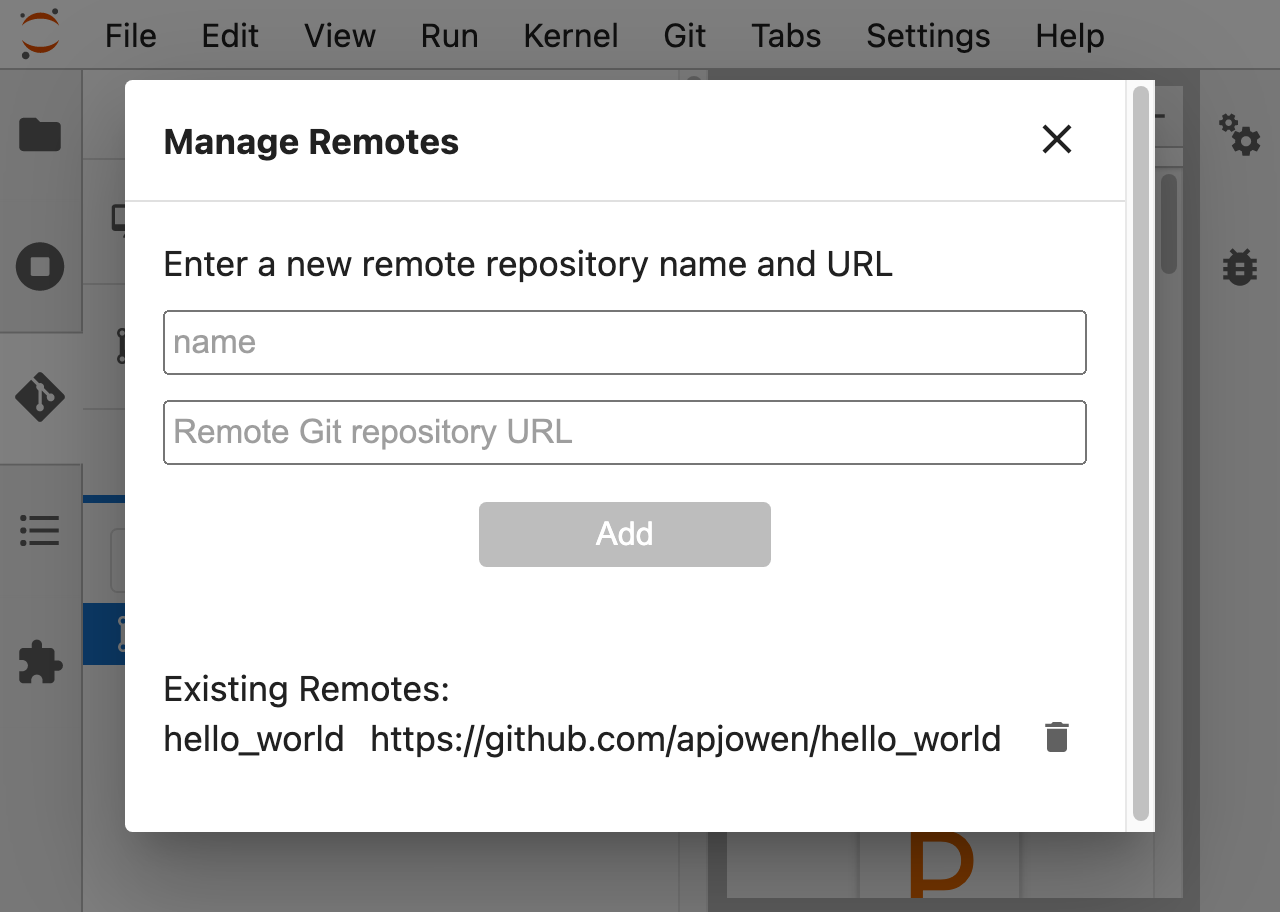 File Edit View Run Kernel Git Tabs Settings Help
Manage Remotes
Enter a new remote repository name and URL
name
Remote Git repository URL
Add
Existing Remotes:
hello_world https://github.com/apjowen/hello_world